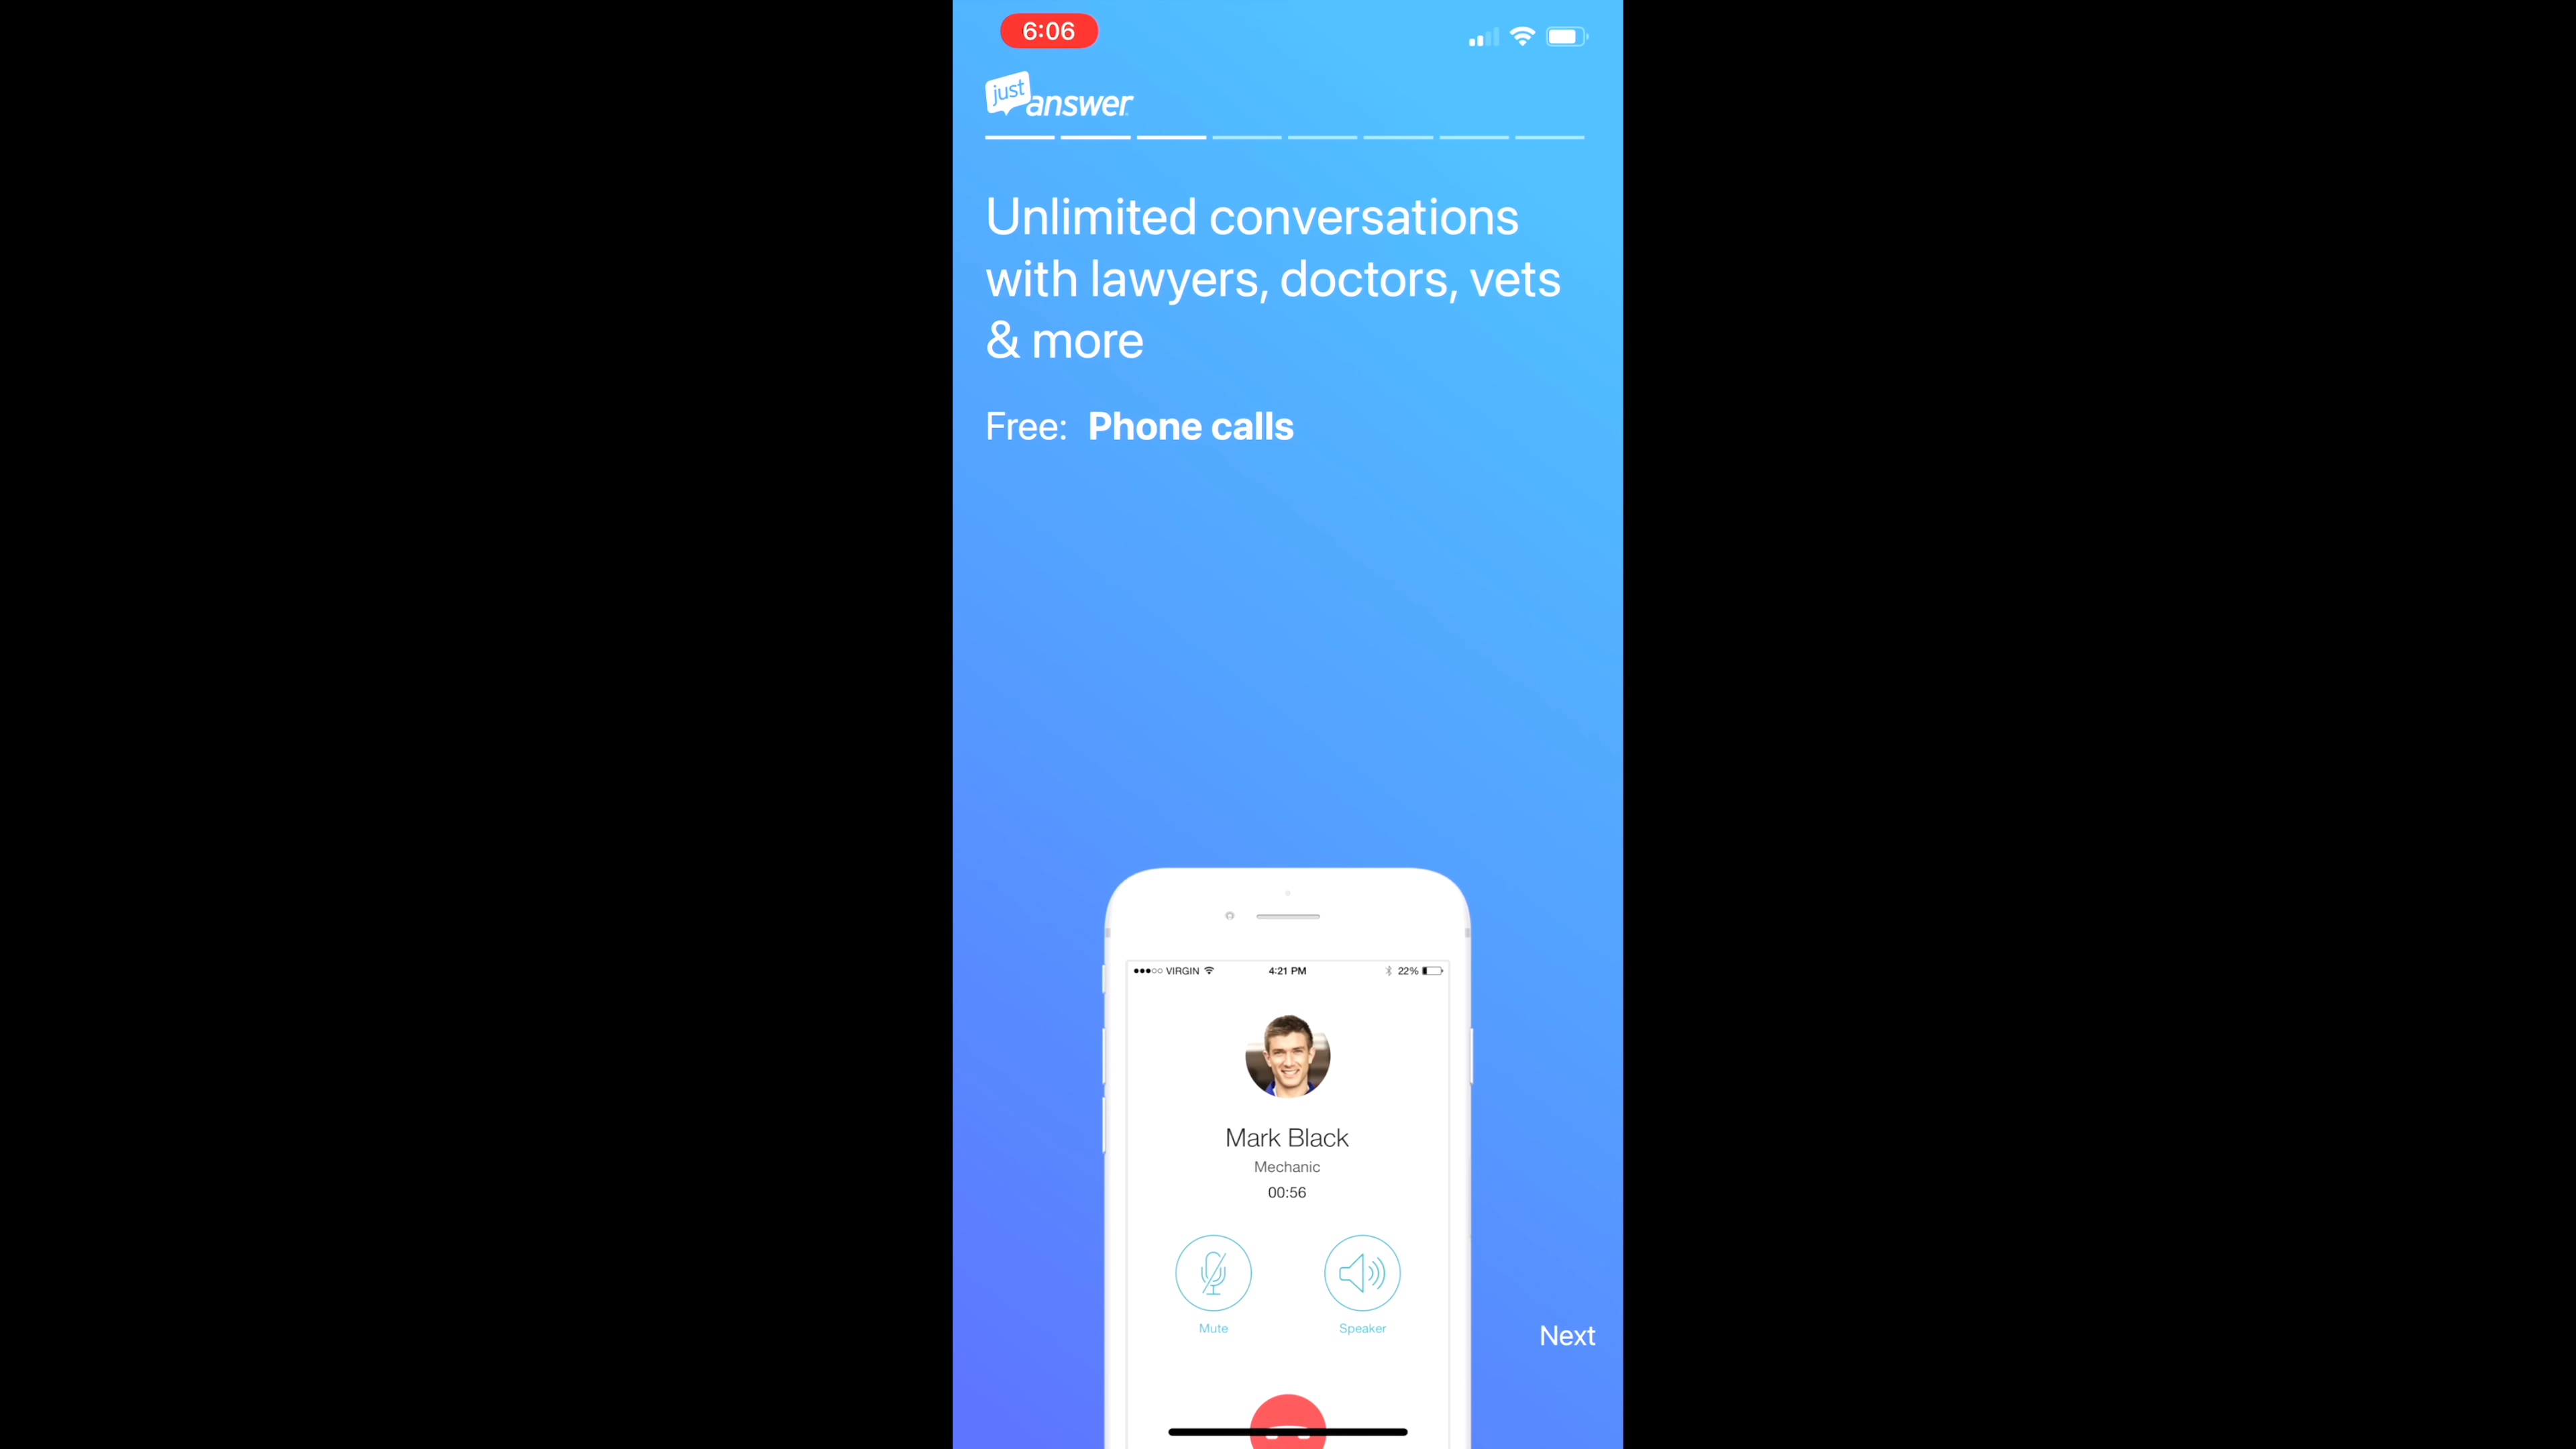 6:06
just answer
Unlimited conversations
with lawyers, doctors, vets
& more
Free: Phone calls
VIRGIN 4:21 PM 22%
Mark Black
Mechanic
00:56
Mute Speaker
Next